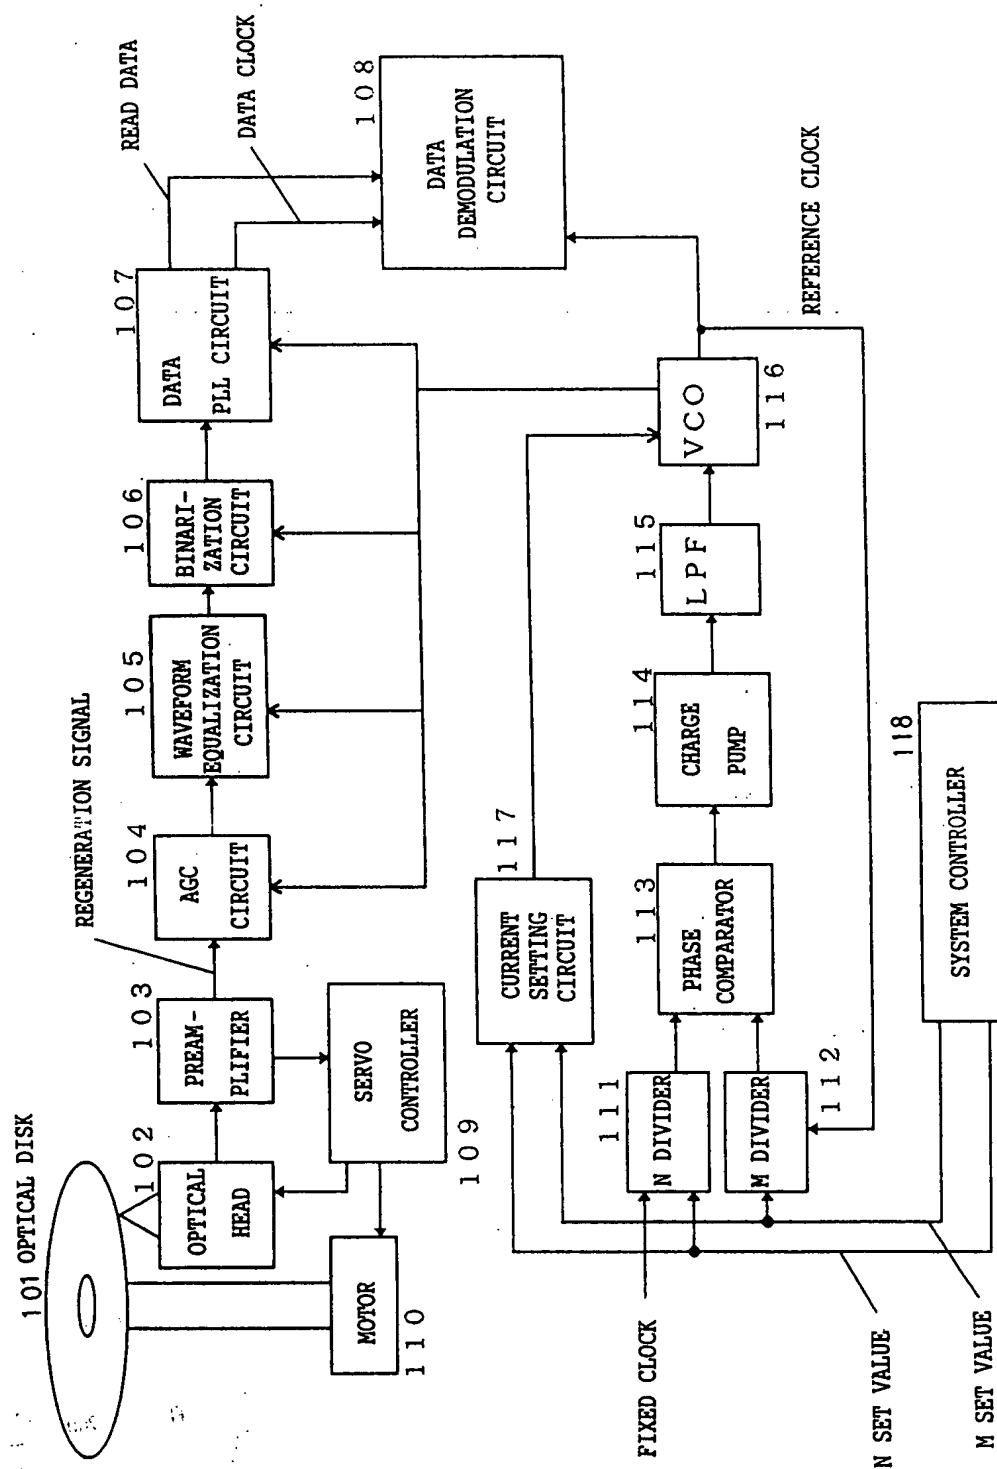 101 OPTICAL DISK
102
OPTICAL
HEAD
103
PREAM-
PLIFIER
REGENERATION SIGNAL
104
AGC
CIRCUIT
105
WAVEFORM
EQUALIZATION
CIRCUIT
106
BINARI-
ZATION
CIRCUIT
107
DATA
PLL CIRCUIT
READ DATA
DATA CLOCK
108
DATA
DEMODULATION
CIRCUIT
MOTOR
110
SERVO
CONTROLLER
109
CURRENT
SETTING
CIRCUIT
117
FIXED CLOCK
111
N DIVIDER
M DIVIDER
112
113
PHASE
COMPARATOR
114
CHARGE
PUMP
115
LPF
VCO
116
REFERENCE CLOCK
118
SYSTEM CONTROLLER
N SET VALUE
M SET VALUE